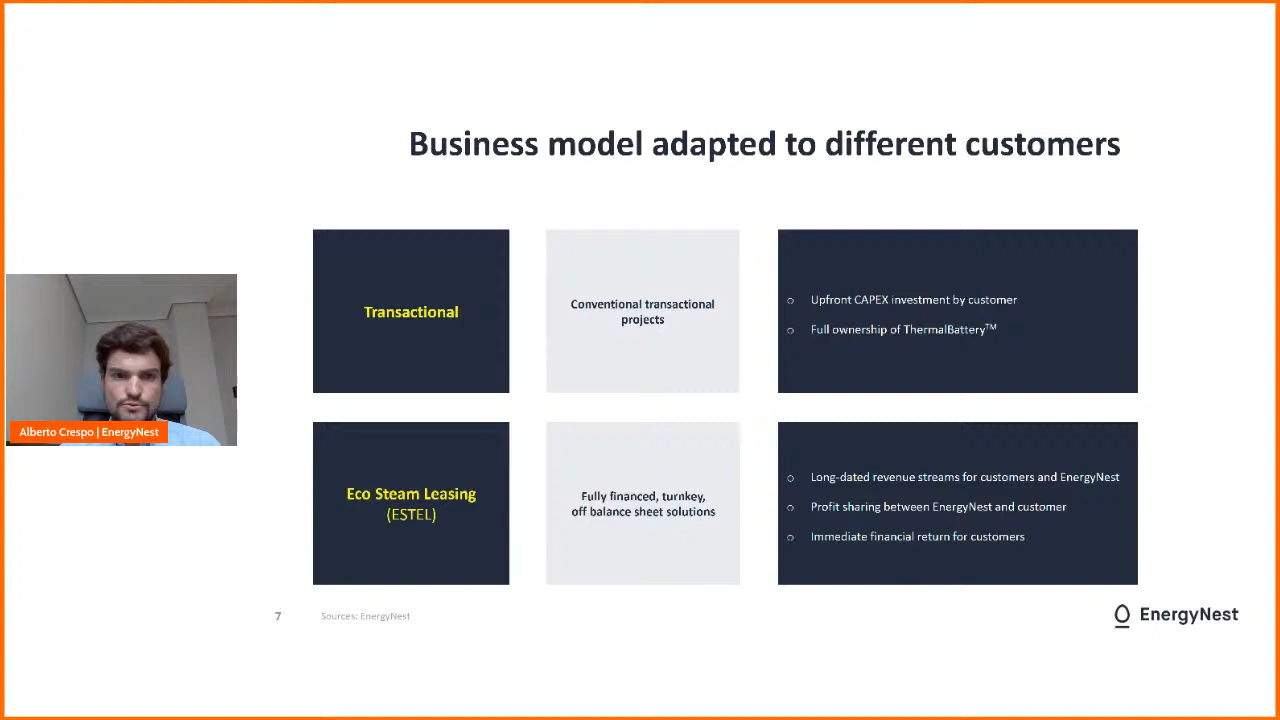 Business model adapted to different customers
Transactional
Conventional transactional
projects
○ Upfront CAPEX investment by customer
○ Full ownership of ThermalBattery™
Alberto Crespo | EnergyNest
Eco Steam Leasing
(ESTEL)
Fully financed, turnkey,
off balance sheet solutions
○ Long-dated revenue streams for customers and EnergyNest
○ Profit sharing between EnergyNest and customer
○ Immediate financial return for customers
7
Sources: EnergyNest
EnergyNest